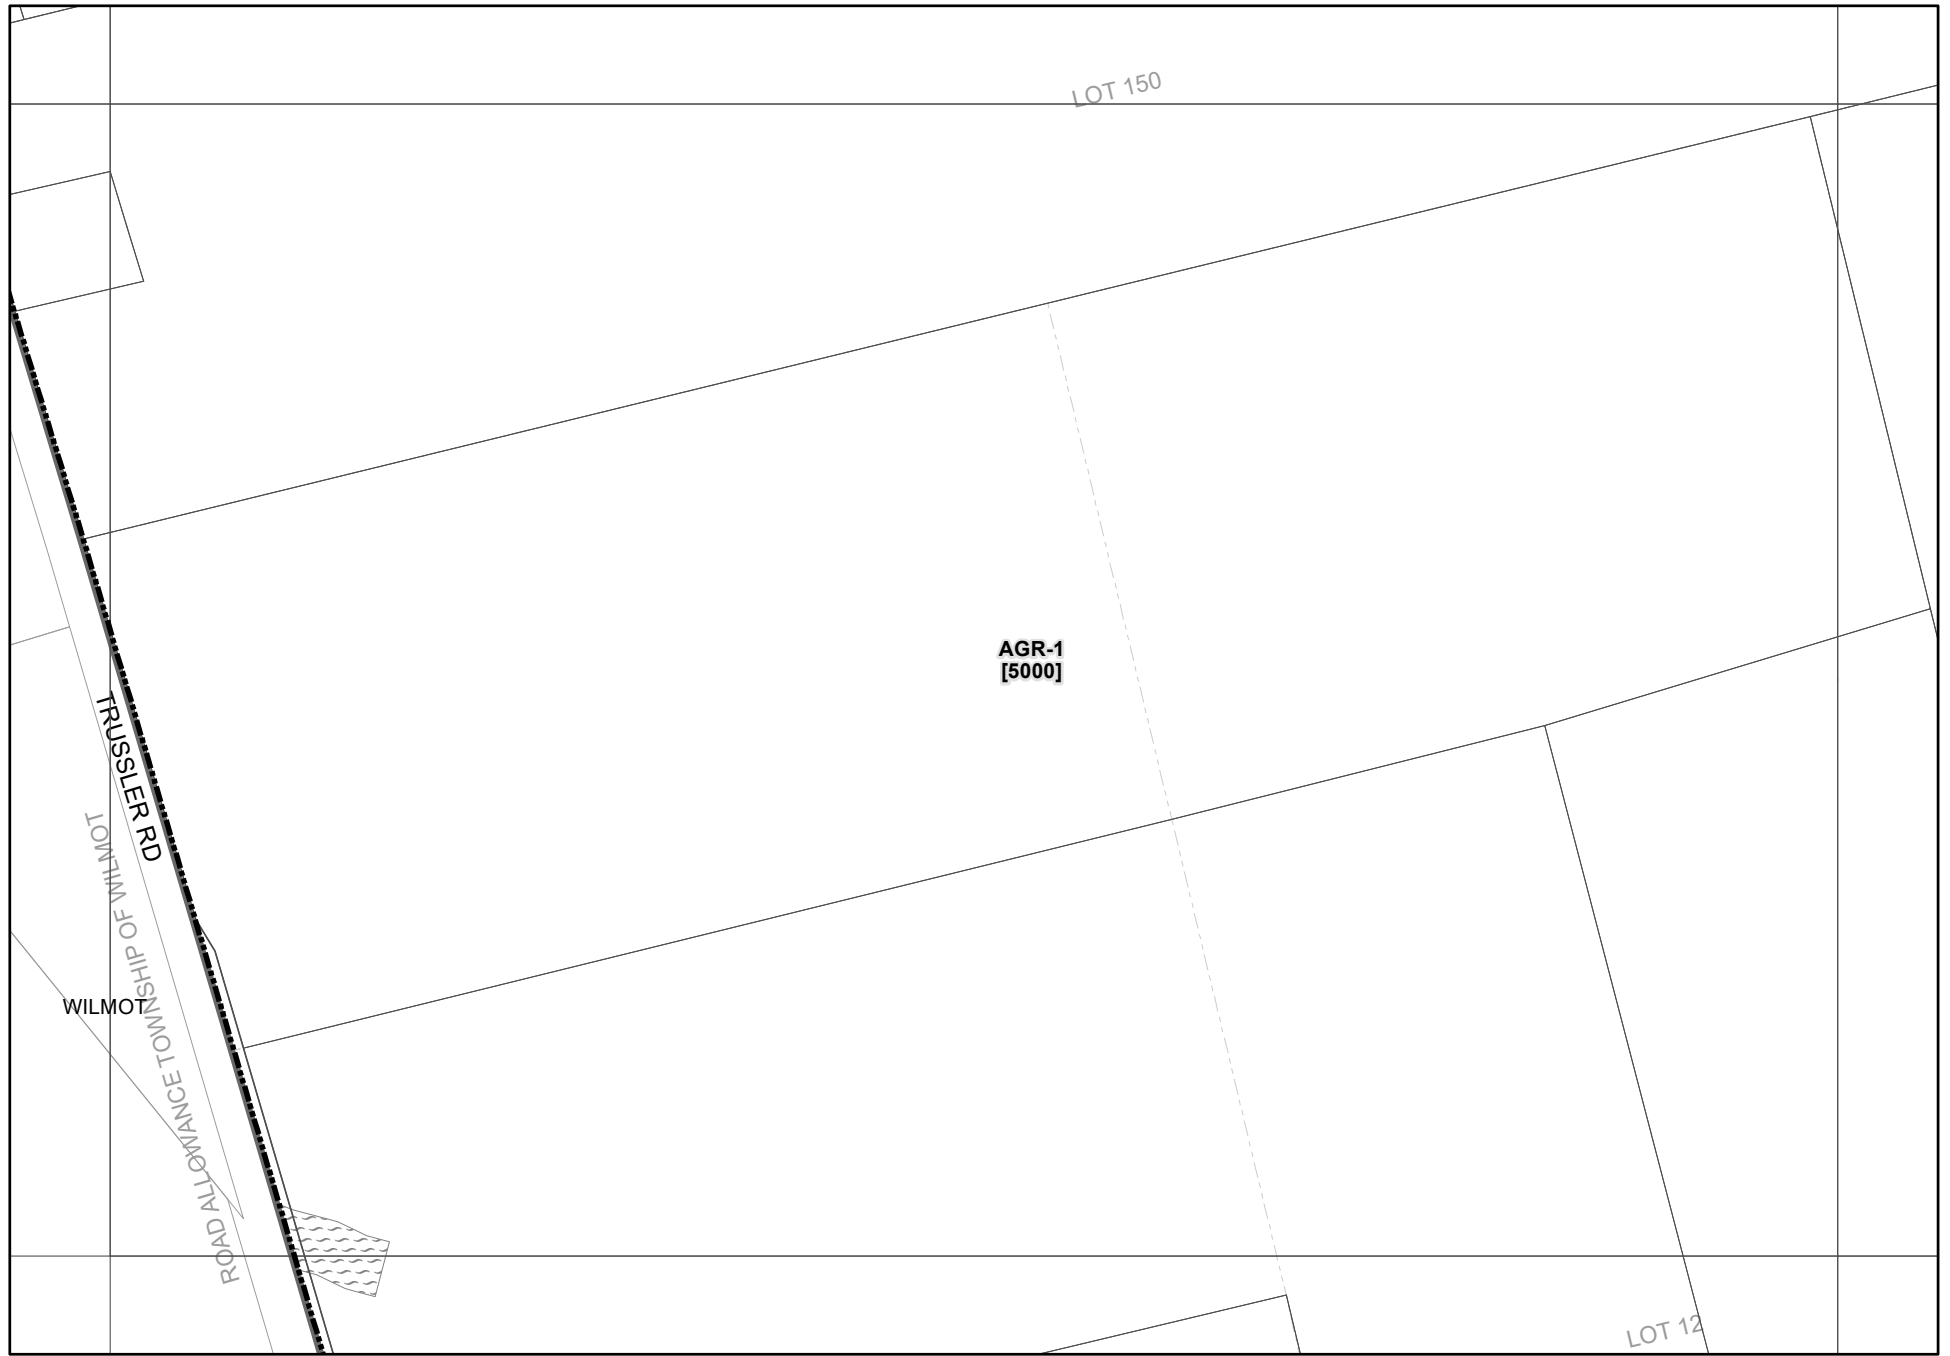 LOT 150
AGR-1
[5000]
TRUSSLER RD
ROAD ALLOWANCE TOWNSHIP OF WILMOT
WILMOT
LOT 12